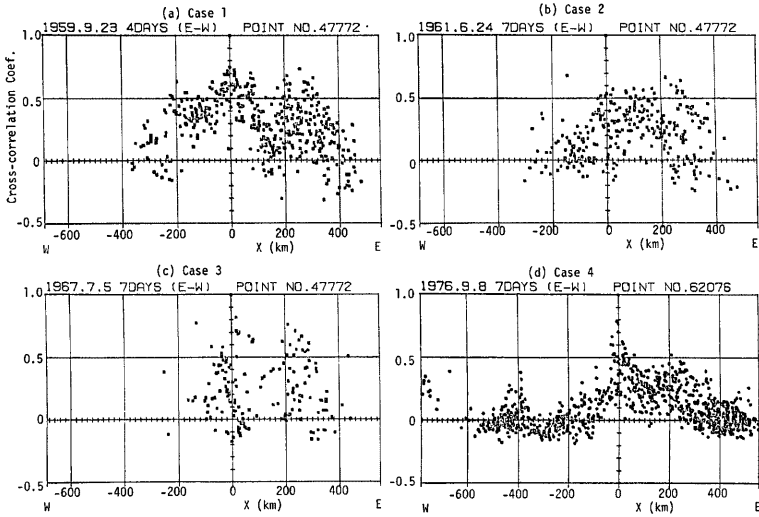 (a) Case 1
1959.9.23 4DAYS (E-W) POINT NO.47772
Cross-correlation Coef.
1.0
0.5
0
-0.5
-600 -400 -200 0 200 400
W X (km) E
(b) Case 2
1961.6.24 7DAYS (E-W) POINT NO.47772
1.0
0.5
0
-0.5
-600 -400 -200 0 200 400
W X (km) E
(c) Case 3
1967.7.5 7DAYS (E-W) POINT NO.47772
1.0
0.5
0
-0.5
-600 -400 -200 0 200 400
W X (km) E
(d) Case 4
1976.9.8 7DAYS (E-W) POINT NO.62076
1.0
0.5
0
-0.5
-600 -400 -200 0 200 400
W X (km) E